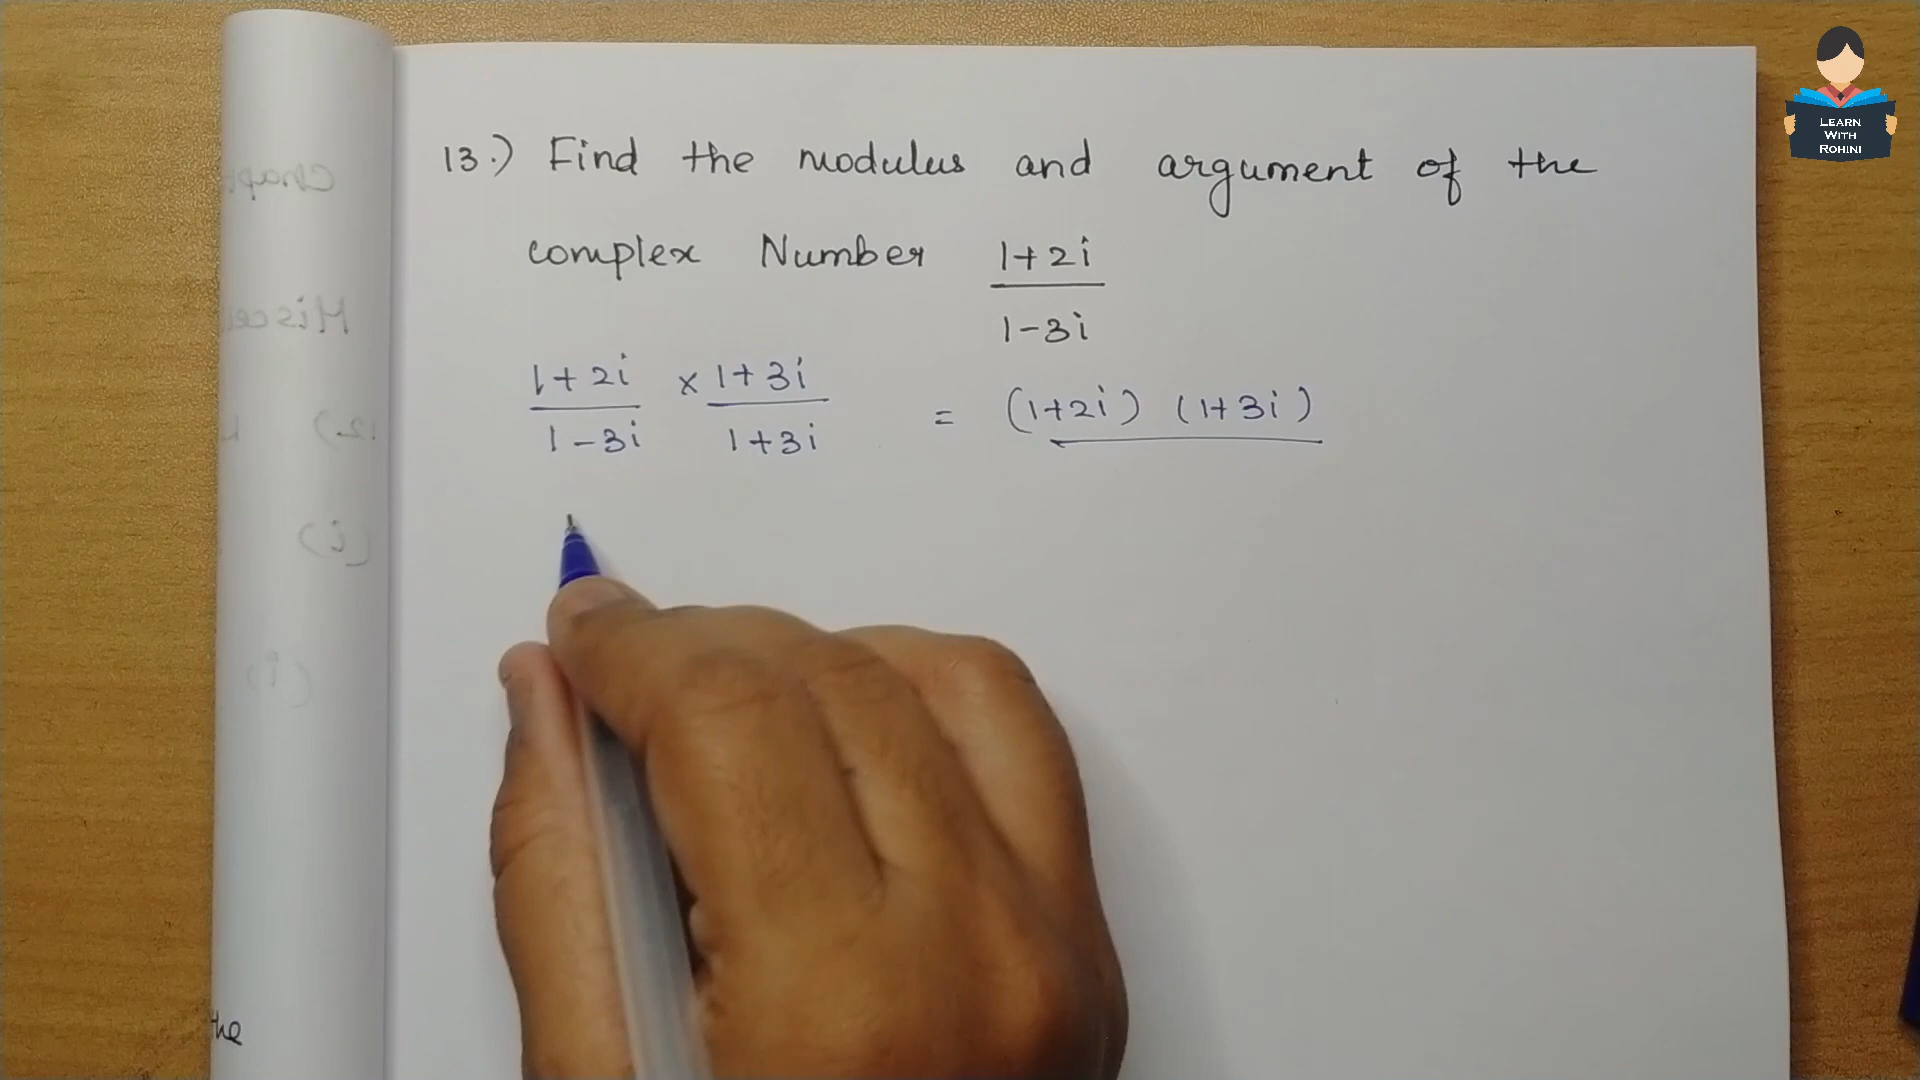 LEARN
WITH
ROHINI
13.) Find the modulus and argument of the
complex Number 1+2i
1-3i
1+2i × 1+3i = (1+2i) (1+3i)
1-3i 1+3i
the